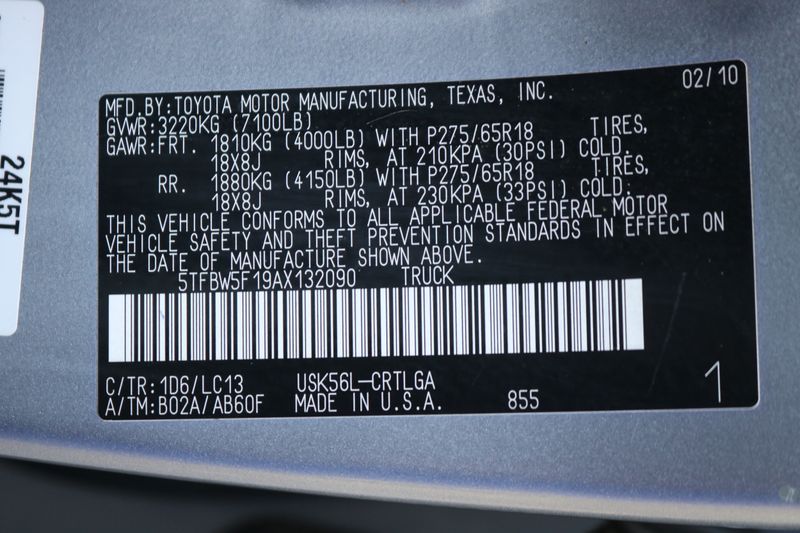 24K5T
02/10
MFD.BY:TOYOTA MOTOR MANUFACTURING, TEXAS, INC.
GVWR:3220KG (7100LB)
GAWR:FRT. 1810KG (4000LB) WITH P275/65R18 TIRES,
18X8J RIMS, AT 210KPA (30PSI) COLD.
RR. 1880KG (4150LB) WITH P275/65R18 TIRES,
18X8J RIMS, AT 230KPA (33PSI) COLD.
THIS VEHICLE CONFORMS TO ALL APPLICABLE FEDERAL MOTOR
VEHICLE SAFETY AND THEFT PREVENTION STANDARDS IN EFFECT ON
THE DATE OF MANUFACTURE SHOWN ABOVE.
5TFBW5F19AX132090 TRUCK
C/TR:1D6/LC13 USK56L-CRTLGA
A/TM:B02A/AB60F MADE IN U.S.A. 855
1